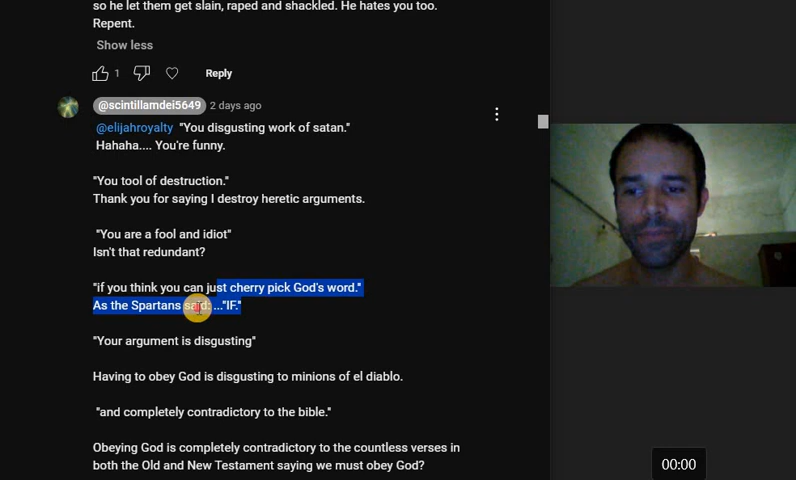 so he let them get slain, raped and shackled. He hates you too.
Repent.
Show less
1 Reply
@scintillamdei5649 2 days ago
@elijahroyalty "You disgusting work of satan."
Hahaha.... You're funny.
"You tool of destruction."
Thank you for saying I destroy heretic arguments.
"You are a fool and idiot"
Isn't that redundant?
"if you think you can just cherry pick God's word."
As the Spartans said: ..."IF."
"Your argument is disgusting"
Having to obey God is disgusting to minions of el diablo.
"and completely contradictory to the bible."
Obeying God is completely contradictory to the countless verses in
both the Old and New Testament saying we must obey God?
00:00